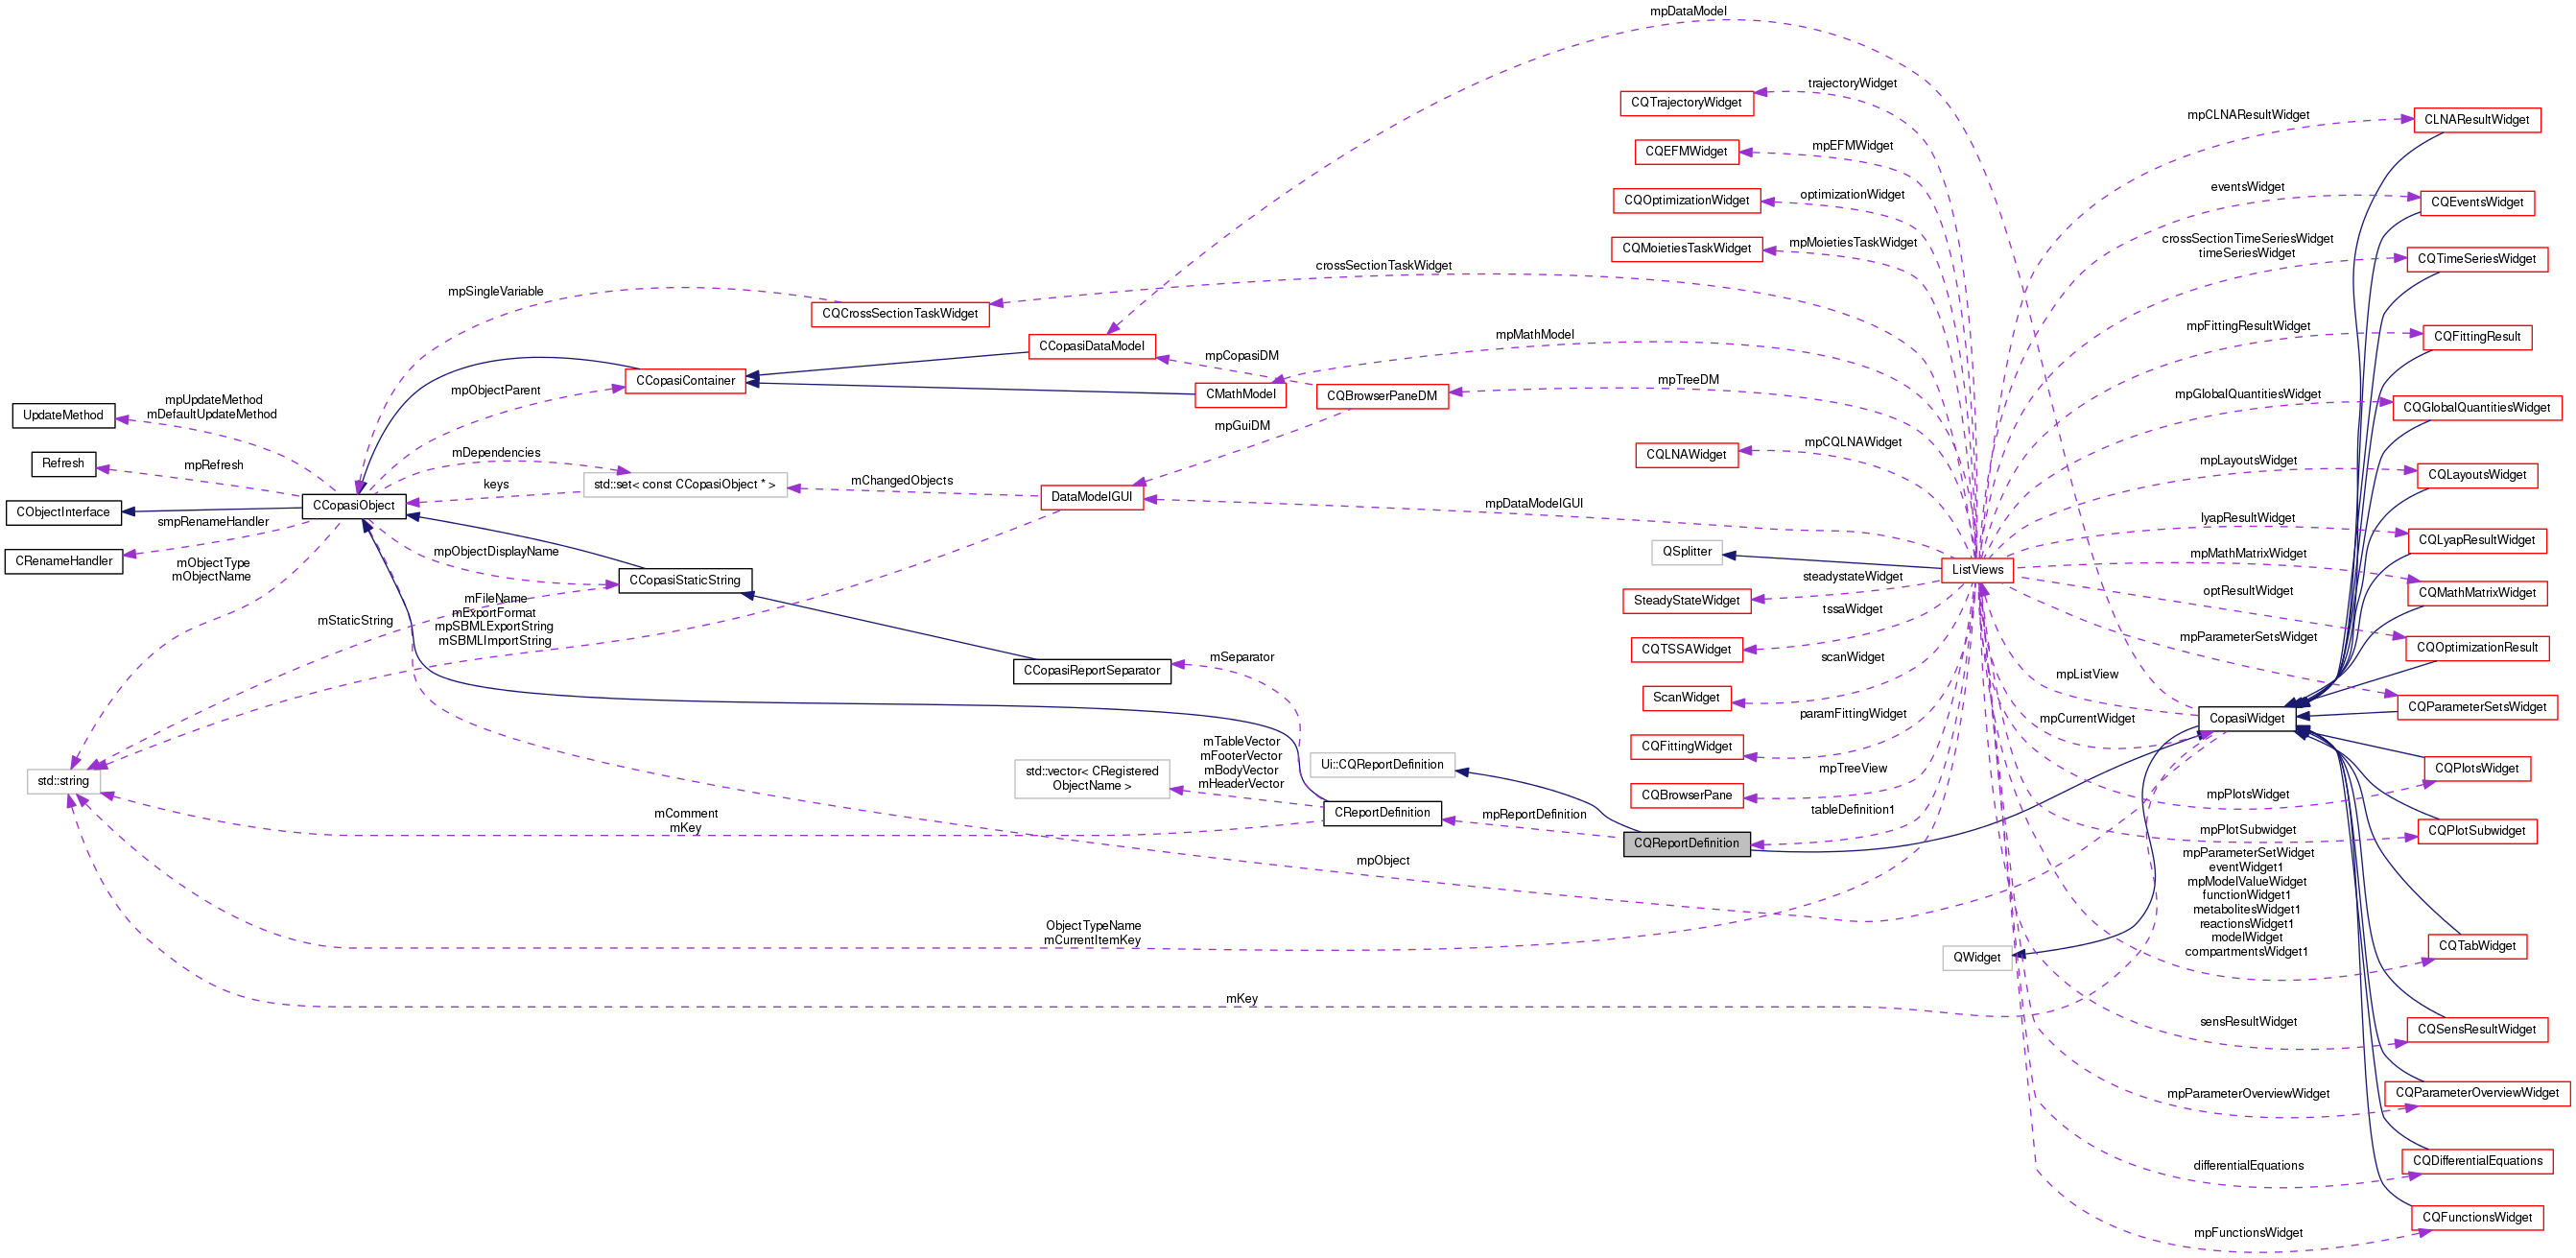 mpDataModel
trajectoryWidget
CQTrajectoryWidget
mpCLNAResultWidget
CLNAResultWidget
mpEFMWidget
CQEFMWidget
eventsWidget
CQEventsWidget
optimizationWidget
CQOptimizationWidget
mpMoietiesTaskWidget
CQMoietiesTaskWidget
crossSectionTimeSeriesWidget
timeSeriesWidget
CQTimeSeriesWidget
crossSectionTaskWidget
mpSingleVariable
CQCrossSectionTaskWidget
mpFittingResultWidget
CQFittingResult
mpMathModel
CCopasiDataModel
mpCopasiDM
mpTreeDM
CCopasiContainer
mpObjectParent
CMathModel
CQBrowserPaneDM
mpGlobalQuantitiesWidget
CQGlobalQuantitiesWidget
UpdateMethod
mpUpdateMethod
mDefaultUpdateMethod
mpGuiDM
mpCQLNAWidget
CQLNAWidget
mpLayoutsWidget
CQLayoutsWidget
Refresh
mpRefresh
mDependencies
keys
std::set< const CCopasiObject * >
mChangedObjects
DataModelGUI
mpDataModelGUI
CCopasiObject
CObjectInterface
smpRenameHandler
CRenameHandler
mpObjectDisplayName
QSplitter
lyapResultWidget
CQLyapResultWidget
mObjectType
mObjectName
CCopasiStaticString
ListViews
mpMathMatrixWidget
CQMathMatrixWidget
steadystateWidget
SteadyStateWidget
optResultWidget
mStaticString
mFileName
mExportFormat
mpSBMLExportString
mSBMLImportString
tssaWidget
CQTSSAWidget
mpParameterSetsWidget
CQOptimizationResult
mSeparator
CCopasiReportSeparator
scanWidget
ScanWidget
mpListView
CQParameterSetsWidget
paramFittingWidget
CQFittingWidget
mpCurrentWidget
CopasiWidget
std::string
mTableVector
mFooterVector
mBodyVector
mHeaderVector
std::vector< CRegistered
ObjectName >
Ui::CQReportDefinition
mpTreeView
CQBrowserPane
mpPlotsWidget
CQPlotsWidget
mComment
mKey
CReportDefinition
mpReportDefinition
tableDefinition1
CQReportDefinition
mpPlotSubwidget
CQPlotSubwidget
mpObject
mpParameterSetWidget
eventWidget1
mpModelValueWidget
functionWidget1
metabolitesWidget1
reactionsWidget1
modelWidget
compartmentsWidget1
CQTabWidget
ObjectTypeName
mCurrentItemKey
QWidget
mKey
sensResultWidget
CQSensResultWidget
mpParameterOverviewWidget
CQParameterOverviewWidget
differentialEquations
CQDifferentialEquations
mpFunctionsWidget
CQFunctionsWidget